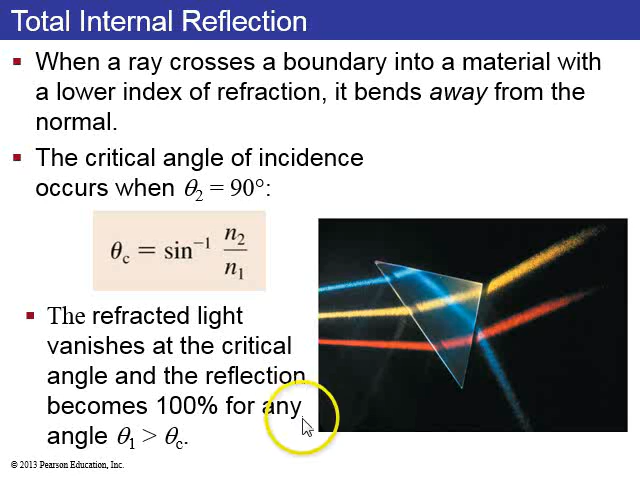 Total Internal Reflection
▪ When a ray crosses a boundary into a material with
a lower index of refraction, it bends away from the
normal.
▪ The critical angle of incidence
occurs when θ₂ = 90°:
θc = sin⁻¹ n₂/n₁
▪ The refracted light
vanishes at the critical
angle and the reflection
becomes 100% for any
angle θ₁ > θc.
© 2013 Pearson Education, Inc.